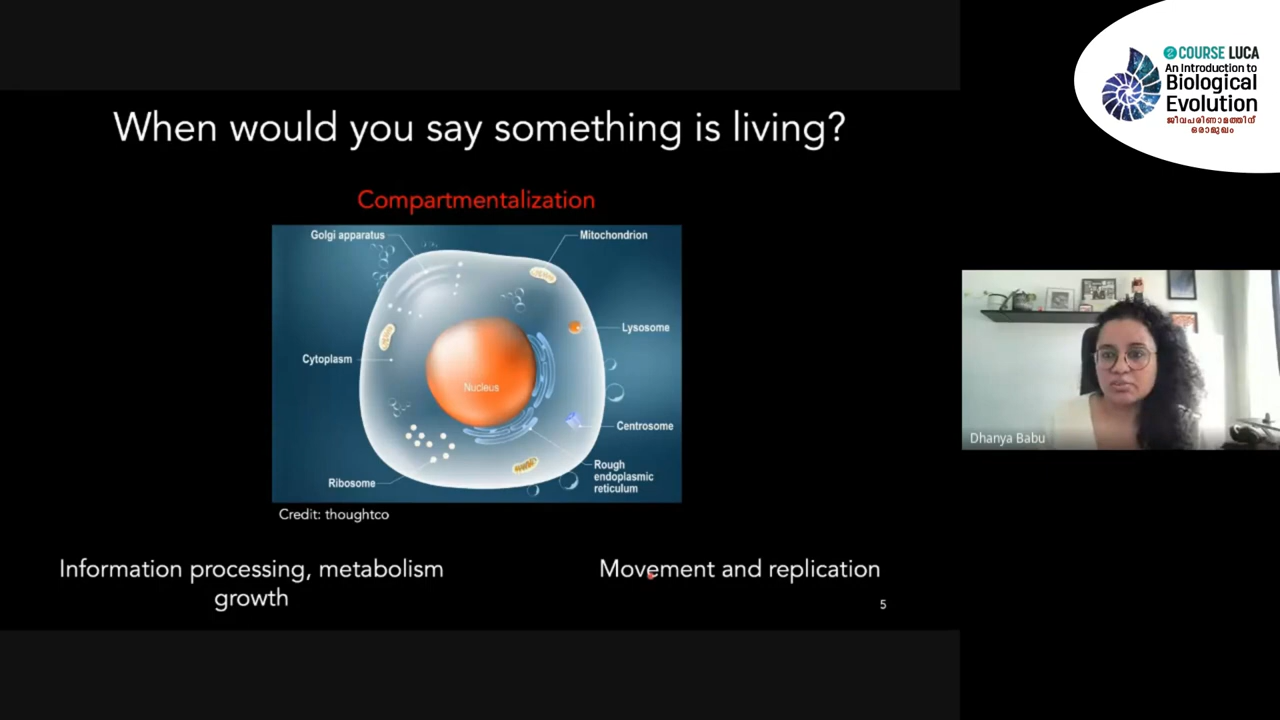 COURSE LUCA
An Introduction to
Biological
Evolution
ജീവപരിണാമത്തിന്
ഒരാമുഖം
When would you say something is living?
Compartmentalization
Golgi apparatus
Mitochondrion
Lysosome
Cytoplasm
Nucleus
Centrosome
Rough
endoplasmic
reticulum
Ribosome
Credit: thoughtco
Dhanya Babu
Information processing, metabolism
growth
Movement and replication
5